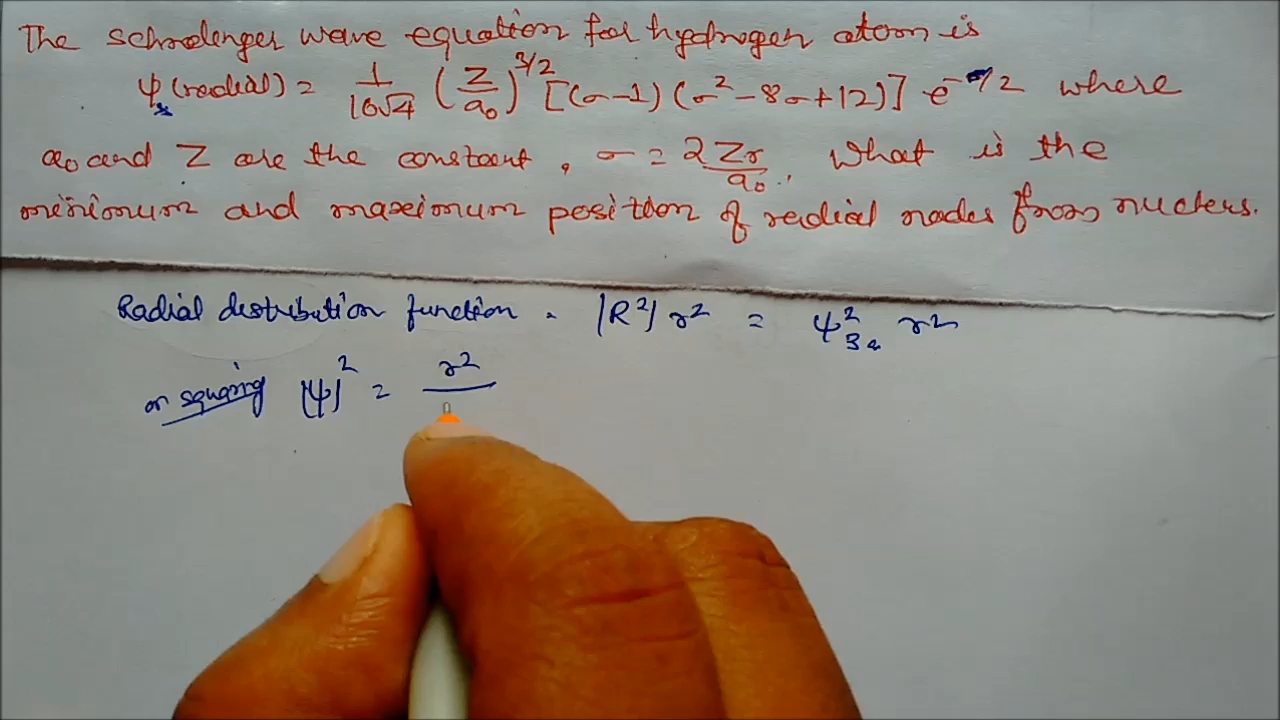 The schrodenger wave equation for hydrogen atom is
ψ (radial) = 1/16√4 (Z/a₀)^3/2 [(σ-1) (σ² - 8σ + 12)] e^-σ/2 where
a₀ and Z are the constant, σ = 2Zr/a₀. What is the
minimum and maximum position of radial nodes from nucleus.
Radial distribution function = |R²| r² = ψ²3s r²
on squaring |ψ|² = r²